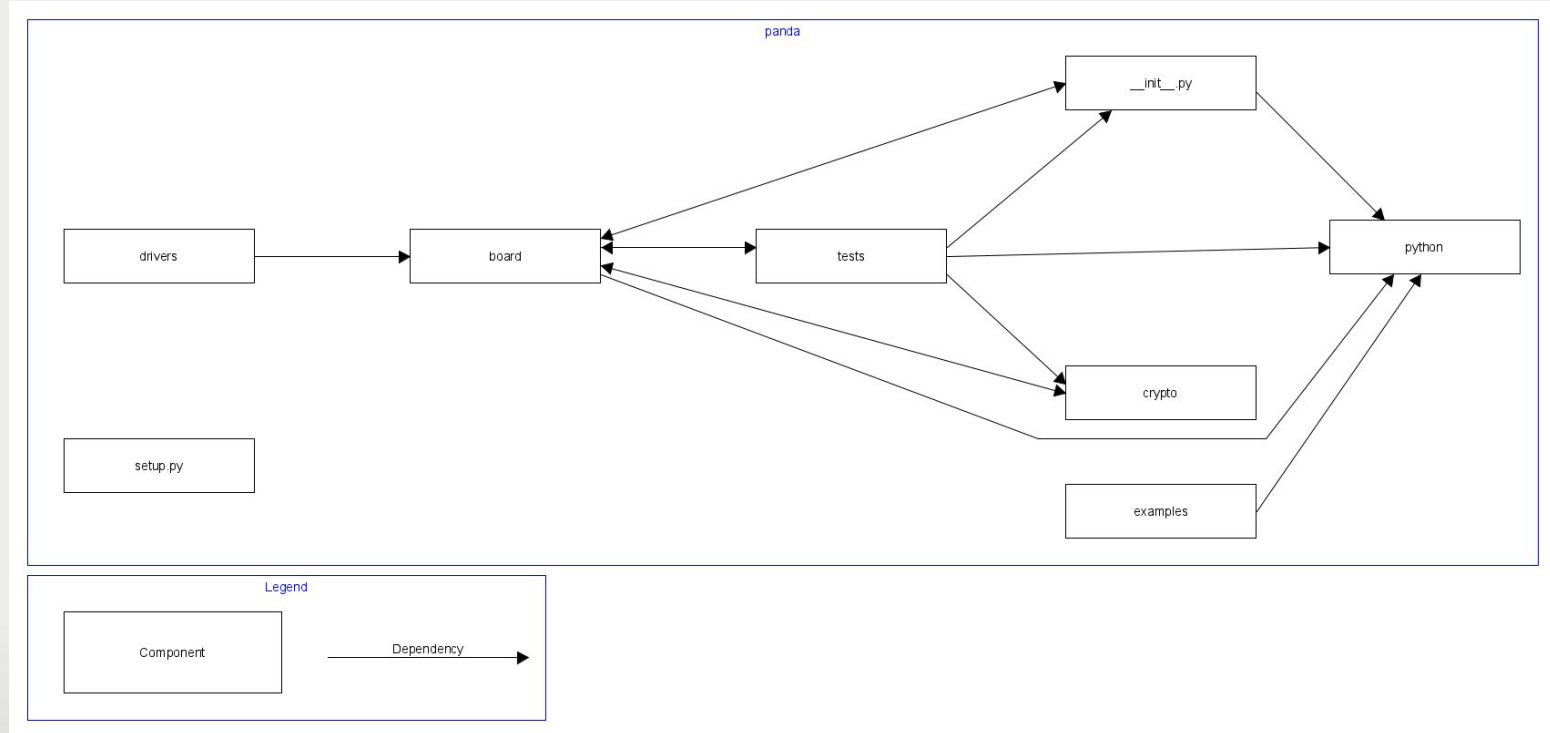 panda
__init__.py
drivers
board
tests
python
crypto
setup.py
examples
Legend
Component
Dependency